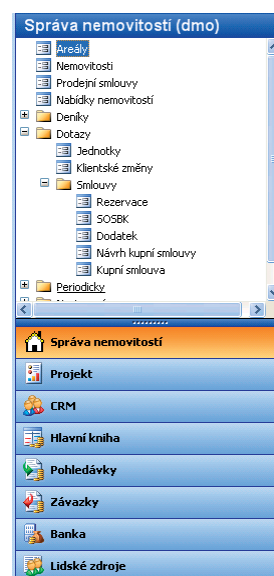 Správa nemovitostí (dmo)
Areály
Nemovitosti
Prodejní smlouvy
Nabídky nemovitostí
Deníky
Dotazy
Jednotky
Klientské změny
Smlouvy
Rezervace
SOSBK
Dodatek
Návrh kupní smlouvy
Kupní smlouva
Periodicky
Správa nemovitostí
Projekt
CRM
Hlavní kniha
Pohledávky
Závazky
Banka
Lidské zdroje